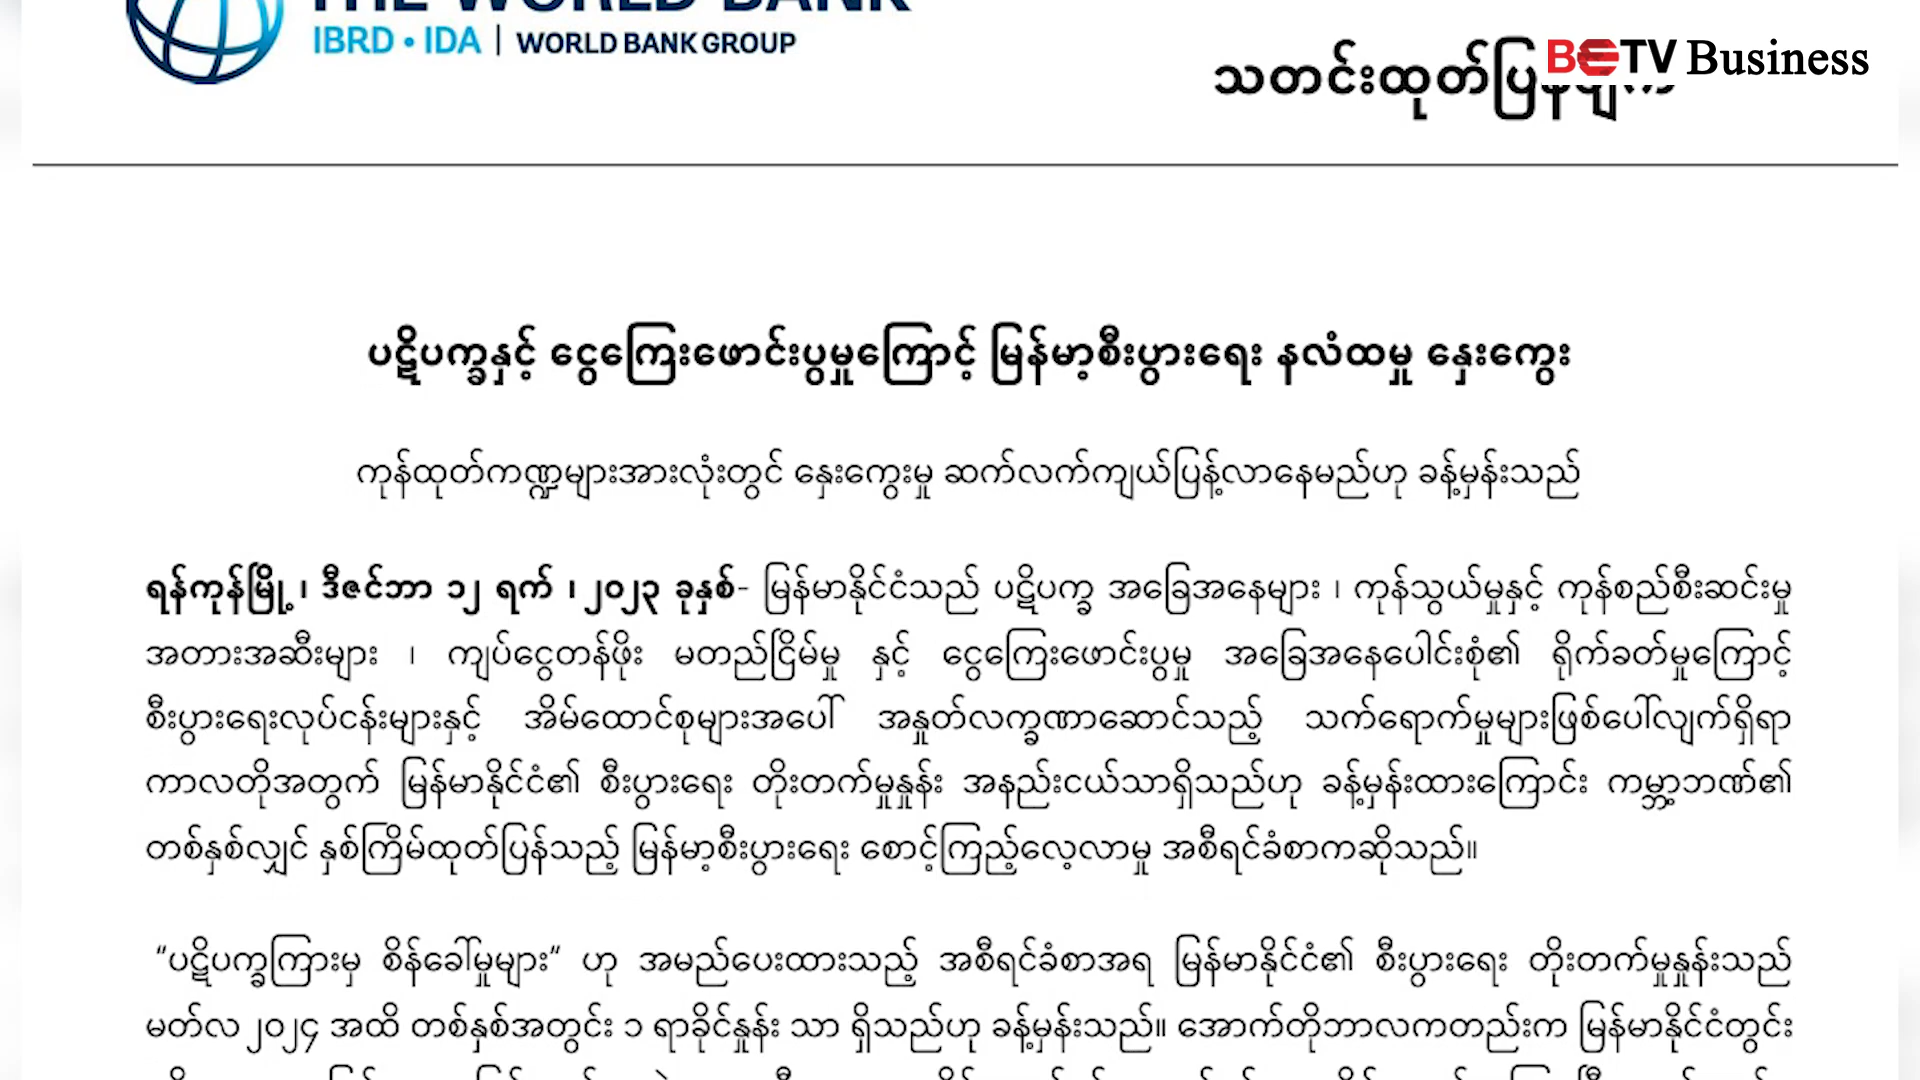 THE WORLD BANK
IBRD • IDA | WORLD BANK GROUP
BETV Business
ပဋိပက္ခနှင့် ငွေကြေးဖောင်းပွမှုကြောင့် မြန်မာ့စီးပွားရေး နလံထမှု နှေးကွေး
ကုန်ထုတ်ကဏ္ဍများအားလုံးတွင် နှေးကွေးမှု ဆက်လက်ကျယ်ပြန့်လာနေမည်ဟု ခန့်မှန်းသည်
ရန်ကုန်မြို့၊ ဒီဇင်ဘာ ၁၂ ရက် ၊ ၂၀၂၃ ခုနှစ်- မြန်မာနိုင်ငံသည် ပဋိပက္ခ အခြေအနေများ ၊ ကုန်သွယ်မှုနှင့် ကုန်စည်စီးဆင်းမှု
အတားအဆီးများ ၊ ကျပ်ငွေတန်ဖိုး မတည်ငြိမ်မှု နှင့် ငွေကြေးဖောင်းပွမှု အခြေအနေပေါင်းစုံ၏ ရိုက်ခတ်မှုကြောင့်
စီးပွားရေးလုပ်ငန်းများနှင့် အိမ်ထောင်စုများအပေါ် အနှုတ်လက္ခဏာဆောင်သည့် သက်ရောက်မှုများဖြစ်ပေါ်လျက်ရှိရာ
ကာလတိုအတွက် မြန်မာနိုင်ငံ၏ စီးပွားရေး တိုးတက်မှုနှုန်း အနည်းငယ်သာရှိသည်ဟု ခန့်မှန်းထားကြောင်း ကမ္ဘာ့ဘဏ်၏
တစ်နှစ်လျှင် နှစ်ကြိမ်ထုတ်ပြန်သည့် မြန်မာ့စီးပွားရေး စောင့်ကြည့်လေ့လာမှု အစီရင်ခံစာကဆိုသည်။
“ပဋိပက္ခကြားမှ စိန်ခေါ်မှုများ“ ဟု အမည်ပေးထားသည့် အစီရင်ခံစာအရ မြန်မာနိုင်ငံ၏ စီးပွားရေး တိုးတက်မှုနှုန်းသည်
မတ်လ၂၀၂၄ အထိ တစ်နှစ်အတွင်း ၁ ရာခိုင်နှုန်း သာ ရှိသည်ဟု ခန့်မှန်းသည်။ အောက်တိုဘာလကတည်းက မြန်မာနိုင်ငံတွင်း